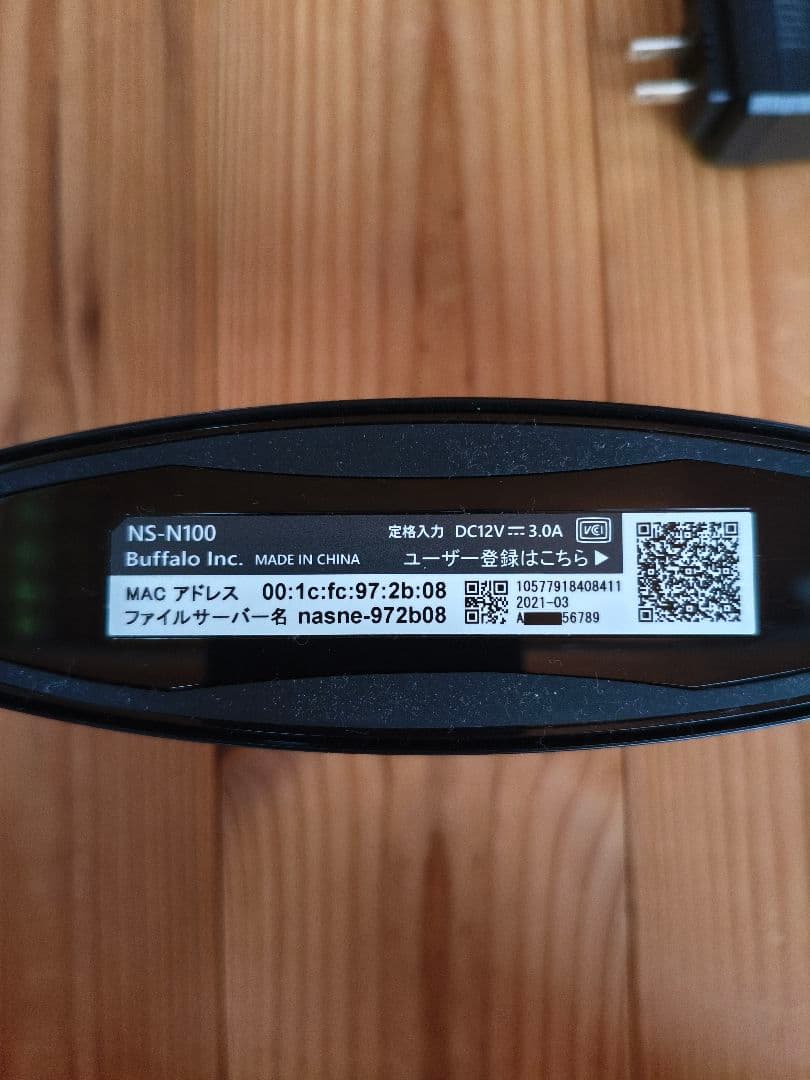 NS-N100
定格入力 DC12V⎓3.0A VCI
Buffalo Inc. MADE IN CHINA ユーザー登録はこちら▶
MAC アドレス 00:1c:fc:97:2b:08
ファイルサーバー名 nasne-972b08
10577918408411
2021-03
A 56789